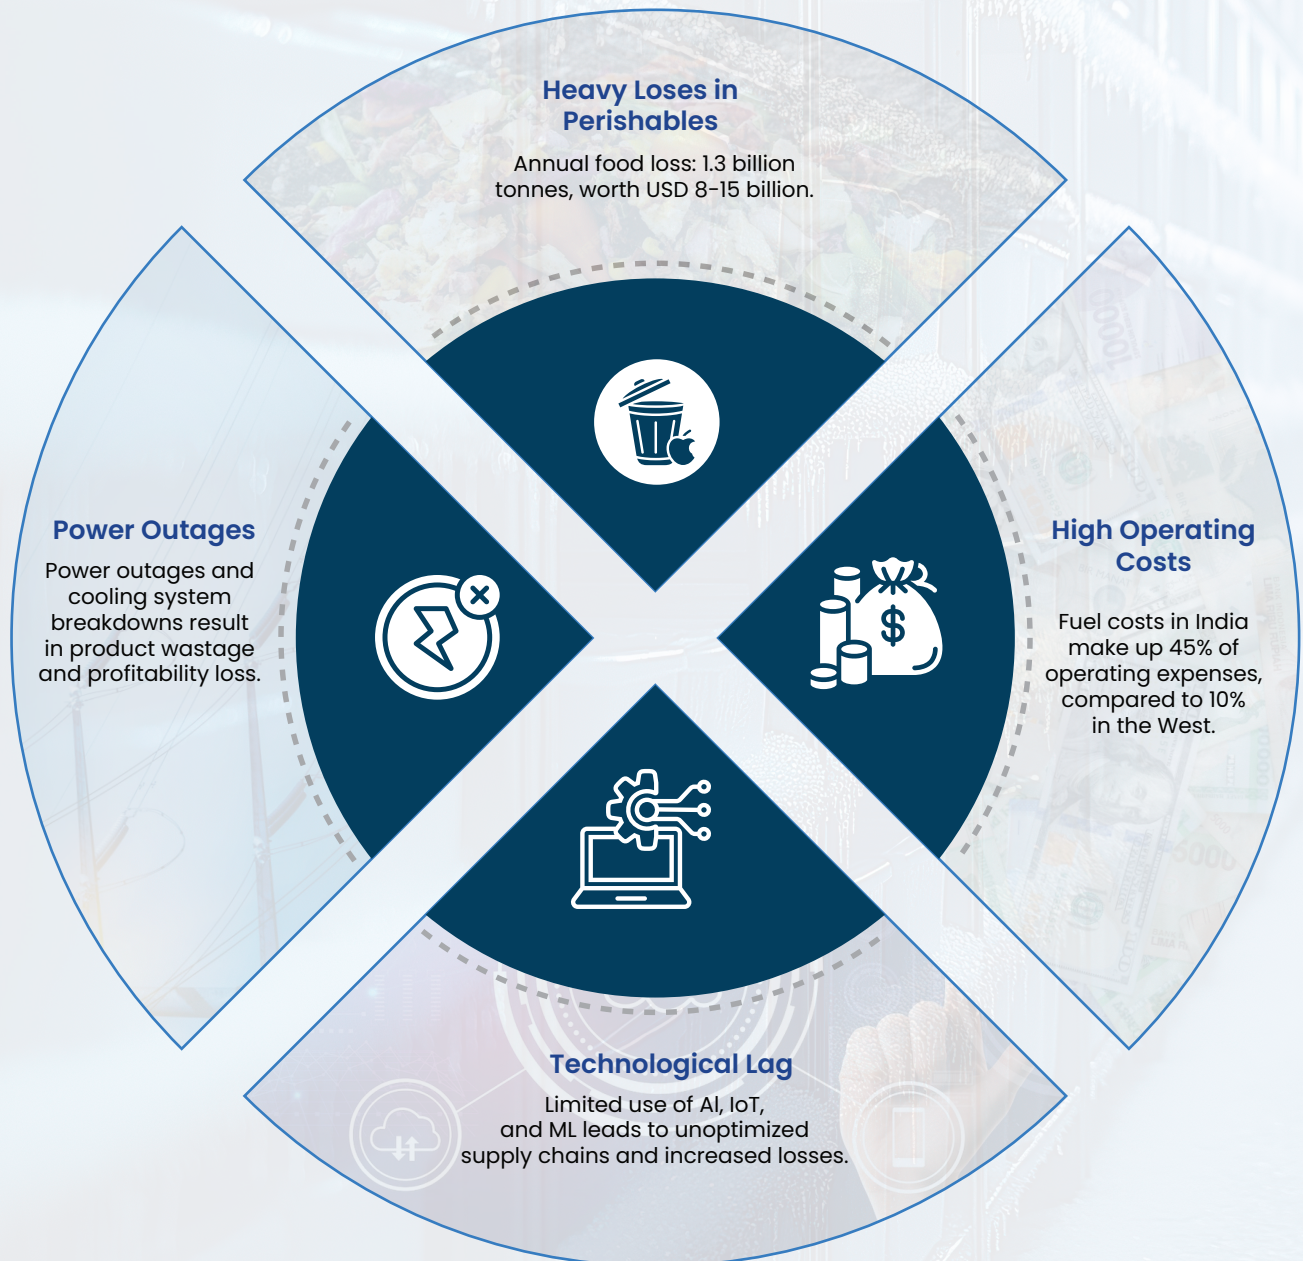 Heavy Loses in
Perishables
Annual food loss: 1.3 billion
tonnes, worth USD 8-15 billion.
Power Outages
Power outages and
cooling system
breakdowns result
in product wastage
and profitability loss.
$
High Operating
Costs
Fuel costs in India
make up 45% of
operating expenses,
compared to 10%
in the West.
Technological Lag
Limited use of AI, IoT,
and ML leads to unoptimized
supply chains and increased losses.